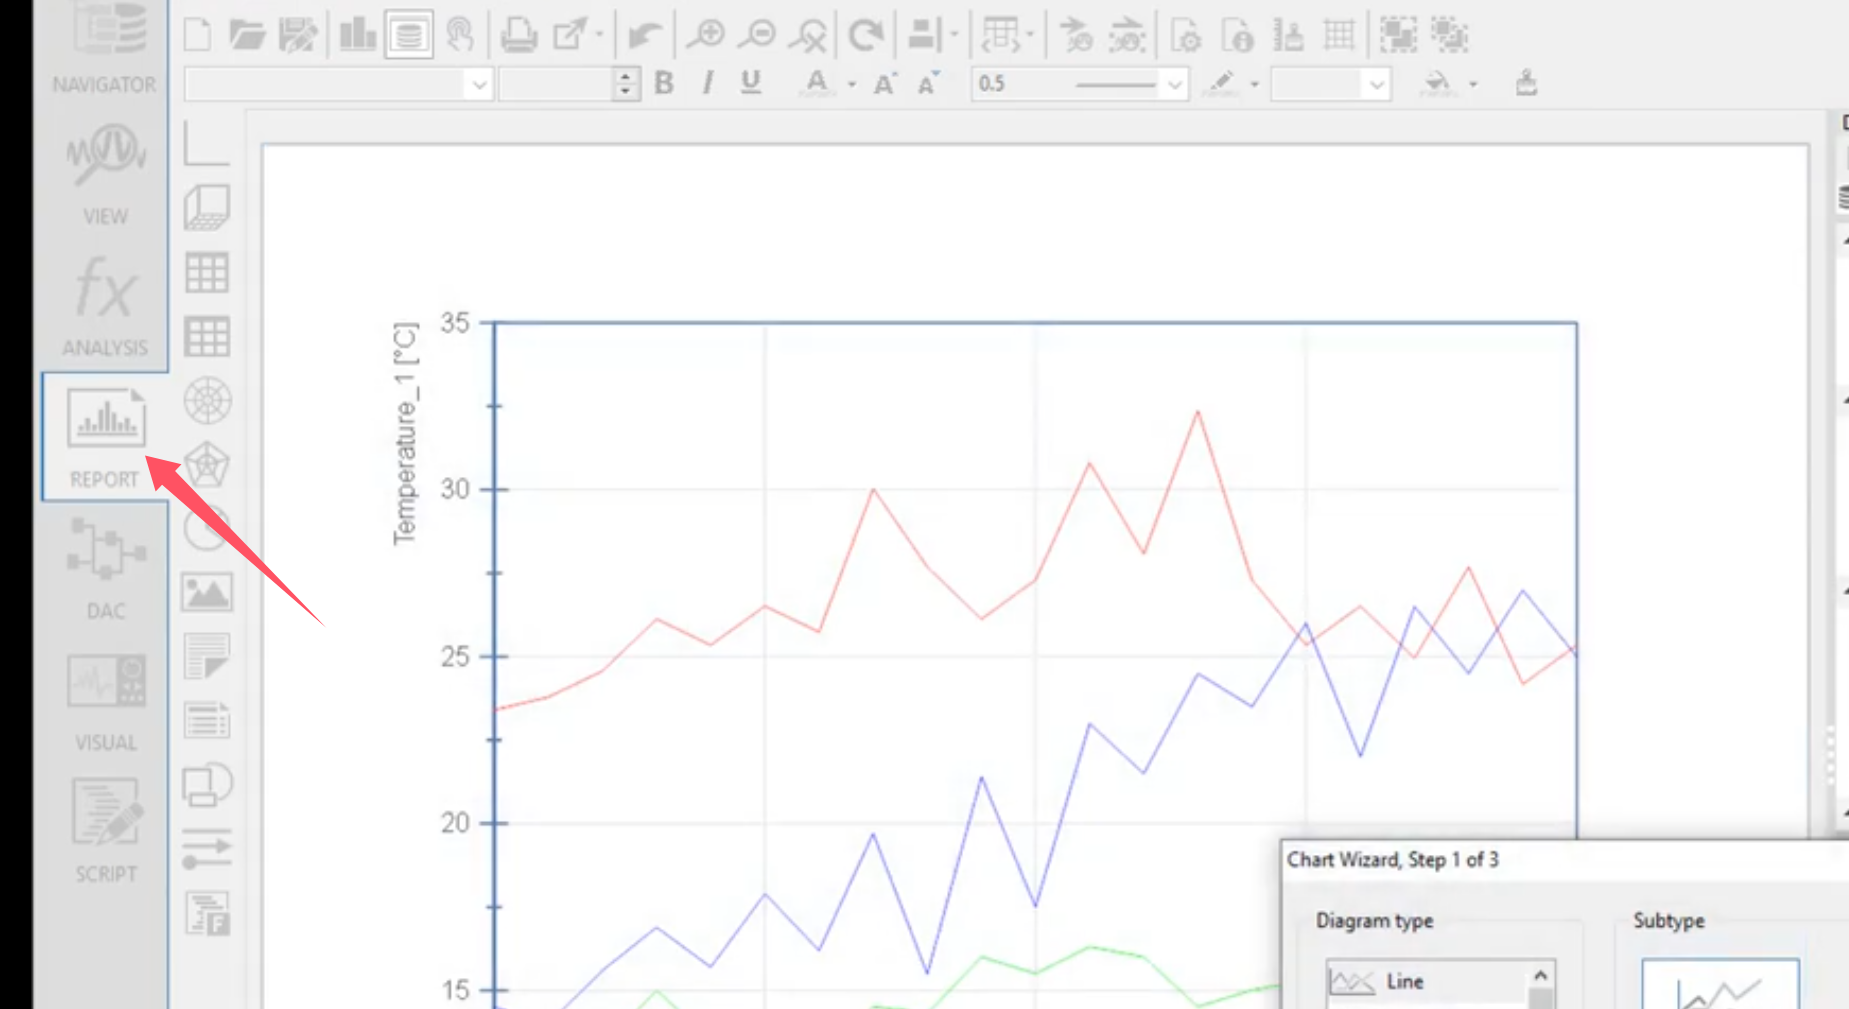 NAVIGATOR
B I U A A A
0.5
VIEW
fx
ANALYSIS
REPORT
DAC
VISUAL
SCRIPT
F
Temperature_1 [°C]
35
30
25
20
15
Chart Wizard, Step 1 of 3
Diagram type
Subtype
Line